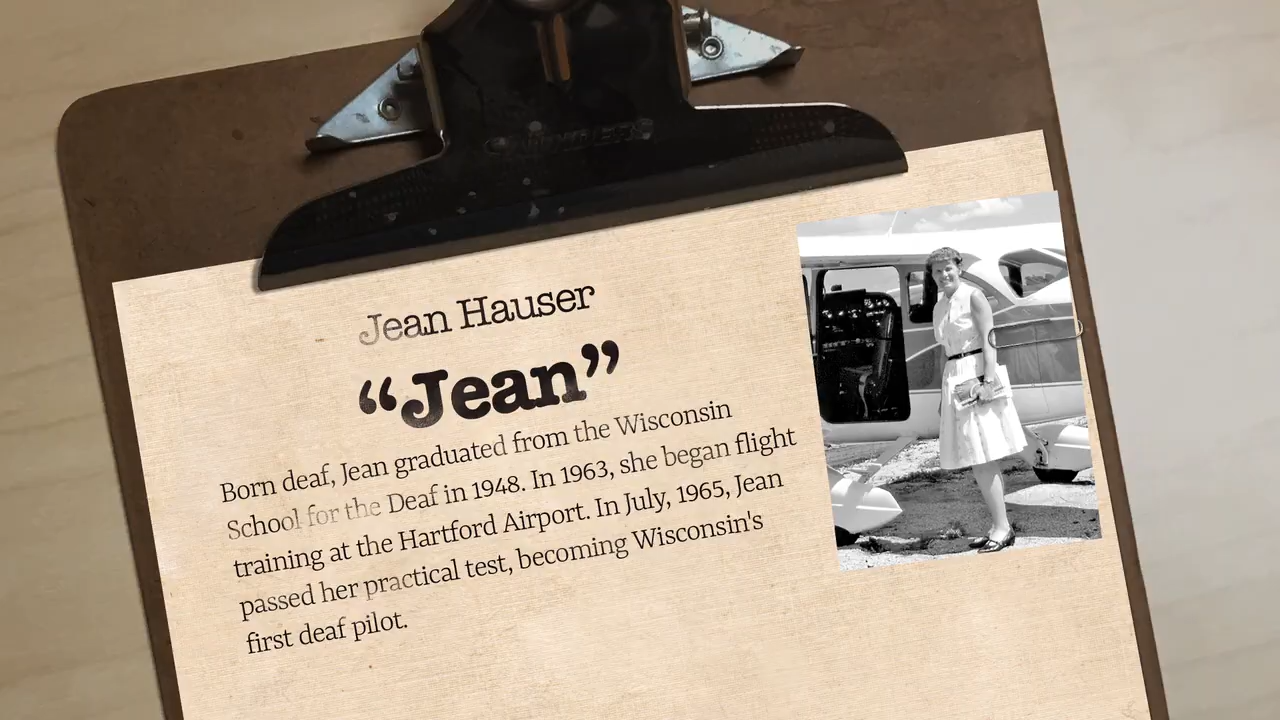 Jean Hauser
“Jean”
Born deaf, Jean graduated from the Wisconsin
School for the Deaf in 1948. In 1963, she began flight
training at the Hartford Airport. In July, 1965, Jean
passed her practical test, becoming Wisconsin's
first deaf pilot.